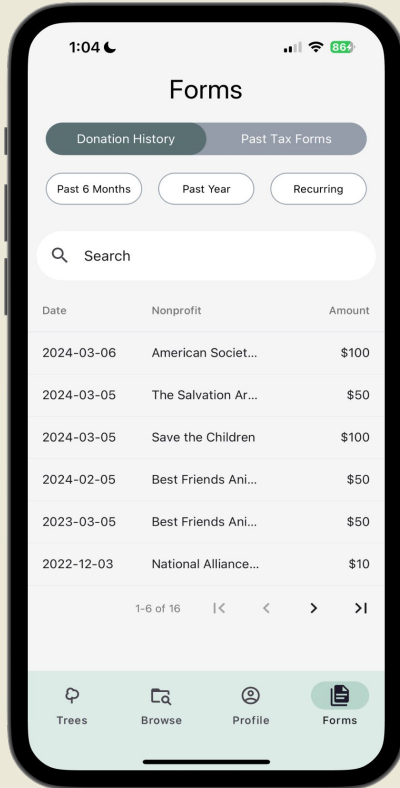 1:04
86
Forms
Donation History Past Tax Forms
Past 6 Months Past Year Recurring
Search
Date Nonprofit Amount
2024-03-06 American Societ... $100
2024-03-05 The Salvation Ar... $50
2024-03-05 Save the Children $100
2024-02-05 Best Friends Ani... $50
2023-03-05 Best Friends Ani... $50
2022-12-03 National Alliance... $10
1-6 of 16
Trees Browse Profile Forms